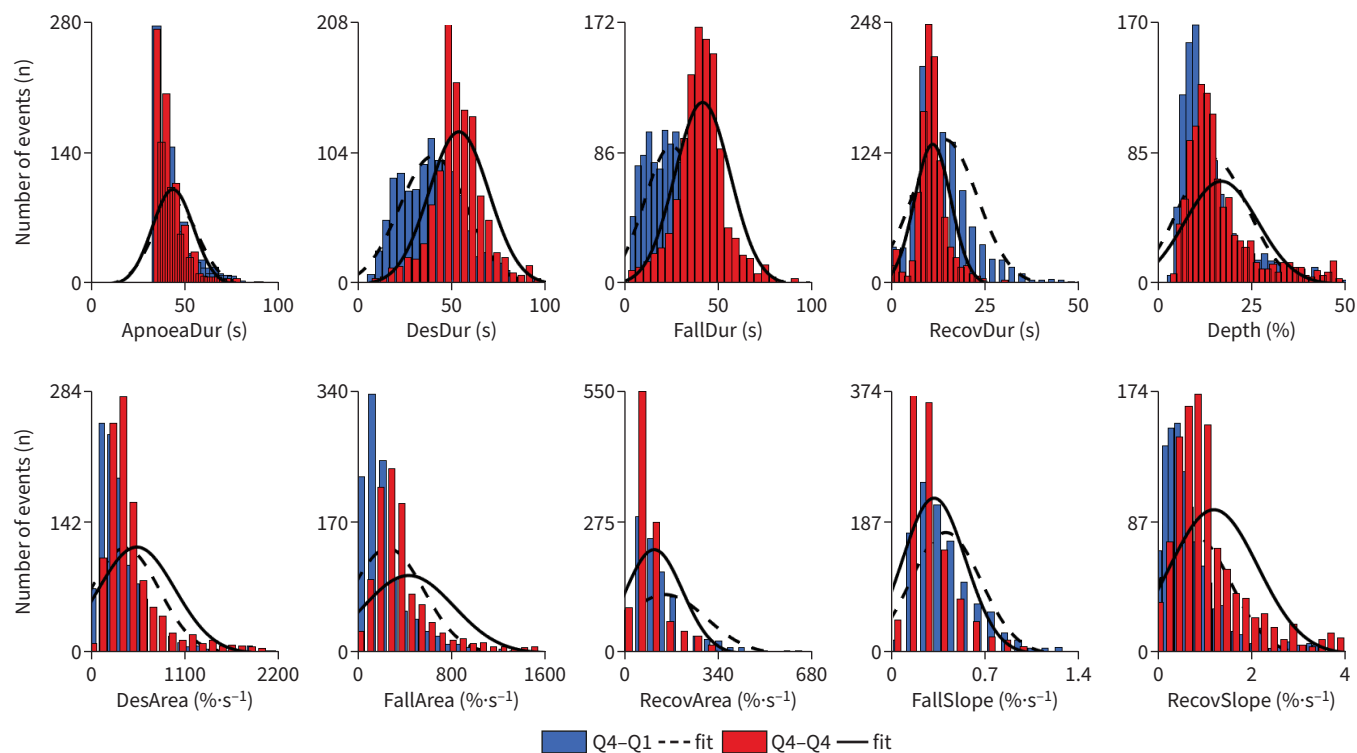 Number of events (n)
280
140
0
0 50 100
ApnoeaDur (s)
208
104
0
0 50 100
DesDur (s)
172
86
0
0 50 100
FallDur (s)
248
124
0
0 25 50
RecovDur (s)
170
85
0
0 25 50
Depth (%)
Number of events (n)
284
142
0
0 1100 2200
DesArea (%·s⁻¹)
340
170
0
0 800 1600
FallArea (%·s⁻¹)
550
275
0
0 340 680
RecovArea (%·s⁻¹)
374
187
0
0 0.7 1.4
FallSlope (%·s⁻¹)
174
87
0
0 2 4
RecovSlope (%·s⁻¹)
Q4–Q1 fit Q4–Q4 fit